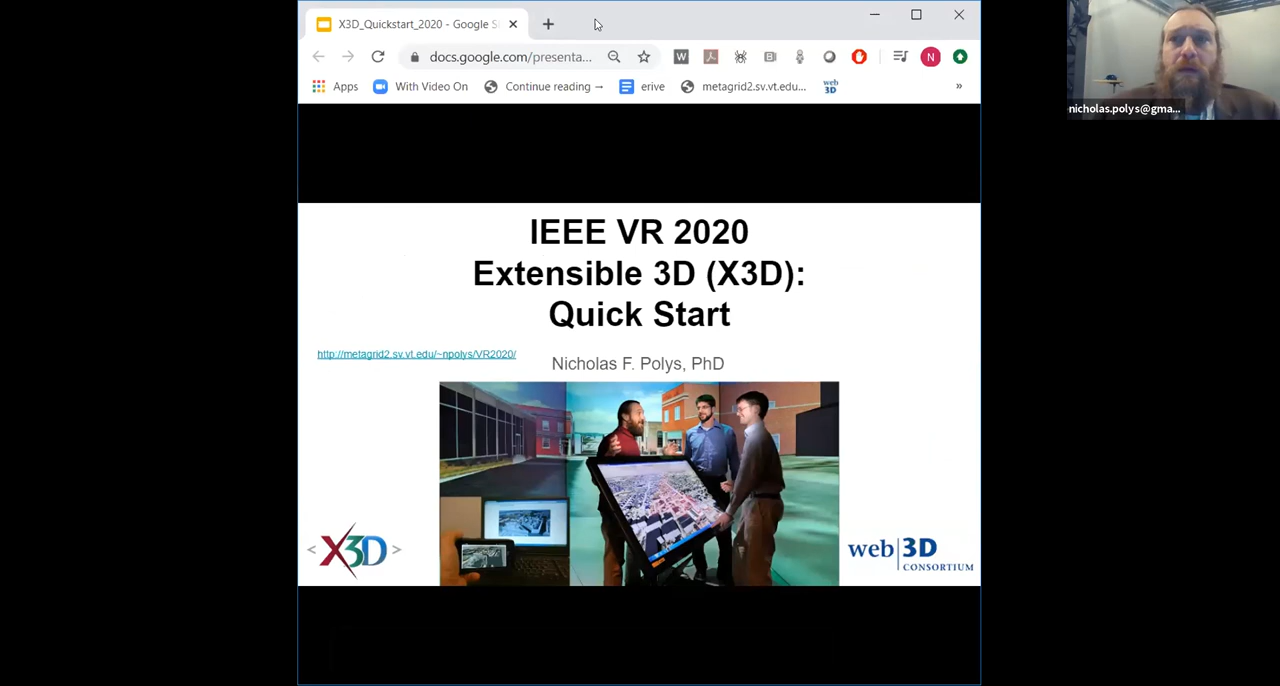 X3D_Quickstart_2020 - Google S
docs.google.com/presenta...
N
Apps
With Video On
Continue reading →
erive
metagrid2.sv.vt.edu...
web
3D
»
nicholas.polys@gma...
IEEE VR 2020
Extensible 3D (X3D):
Quick Start
http://metagrid2.sv.vt.edu/~npolys/VR2020/
Nicholas F. Polys, PhD
<X3D>
web|3D
CONSORTIUM